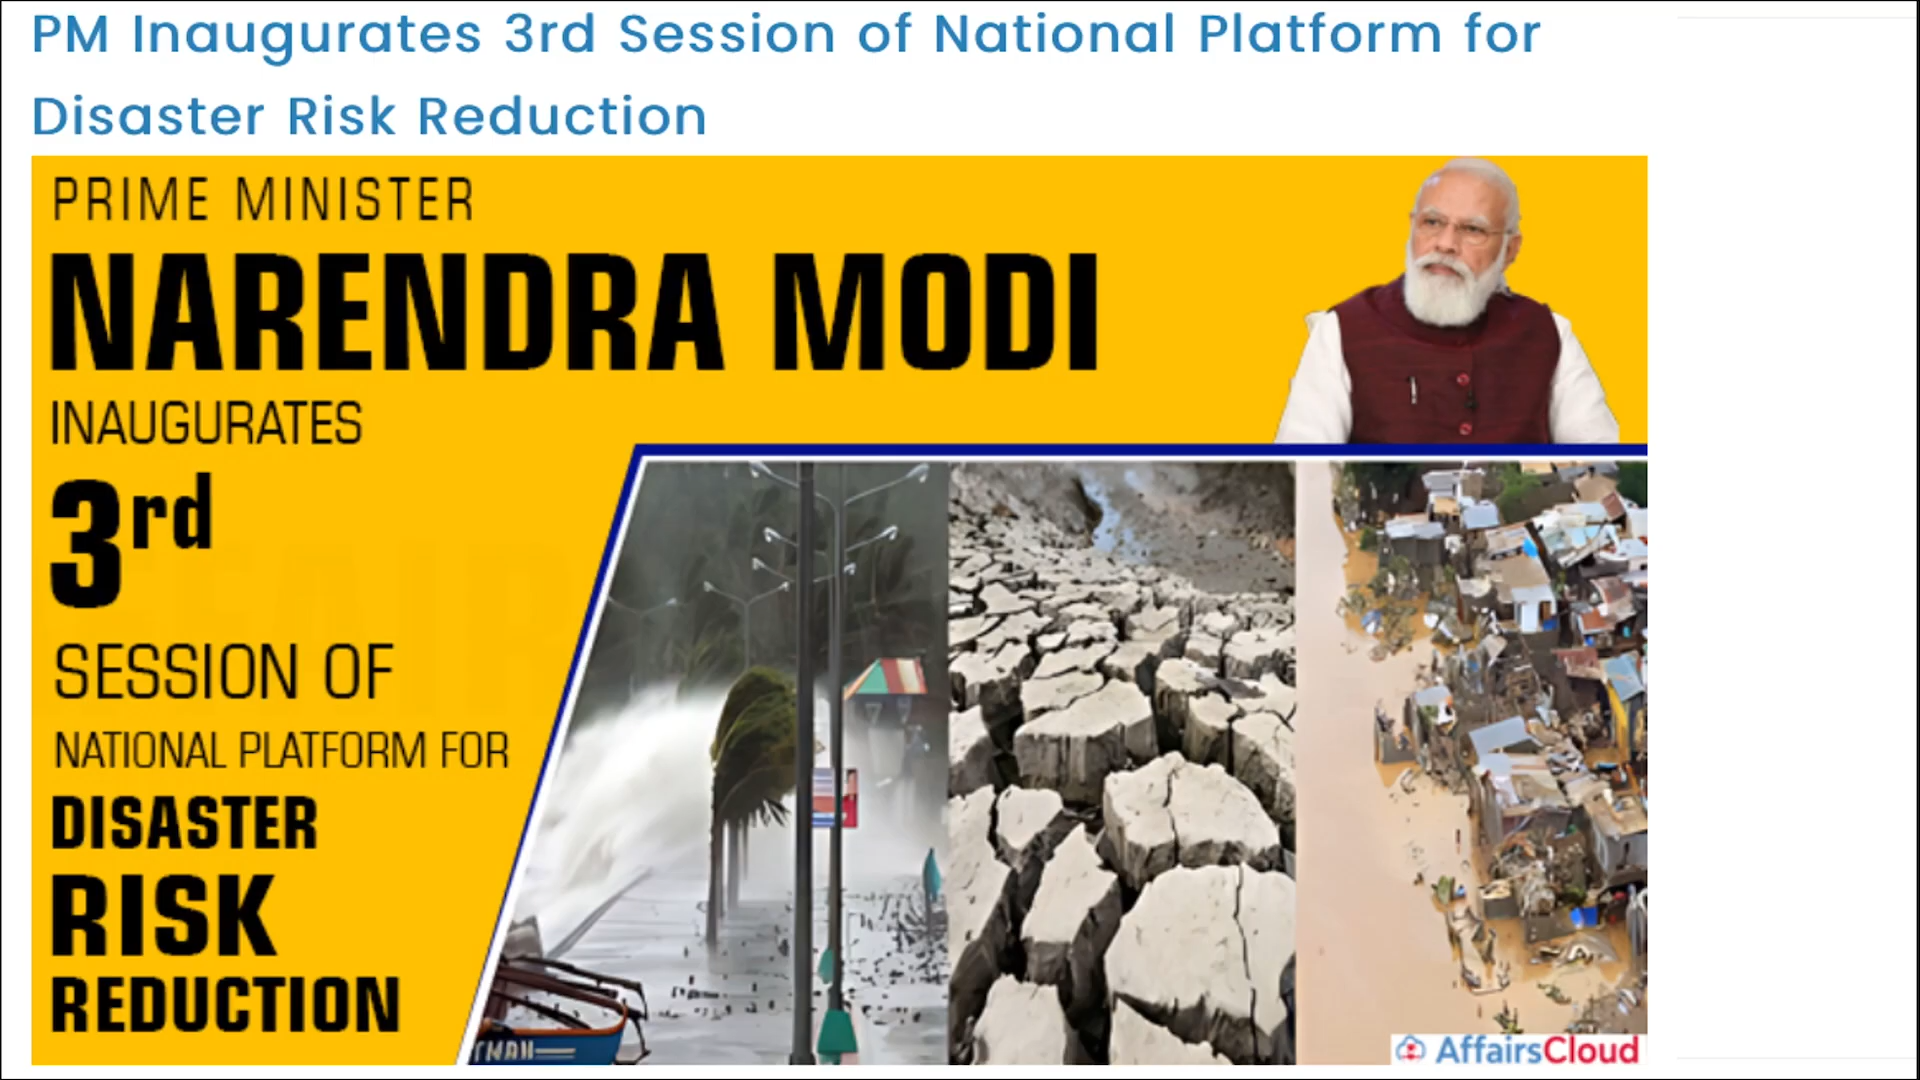 PM Inaugurates 3rd Session of National Platform for
Disaster Risk Reduction
PRIME MINISTER
NARENDRA MODI
INAUGURATES
3rd
SESSION OF
NATIONAL PLATFORM FOR
DISASTER
RISK
REDUCTION
AffairsCloud